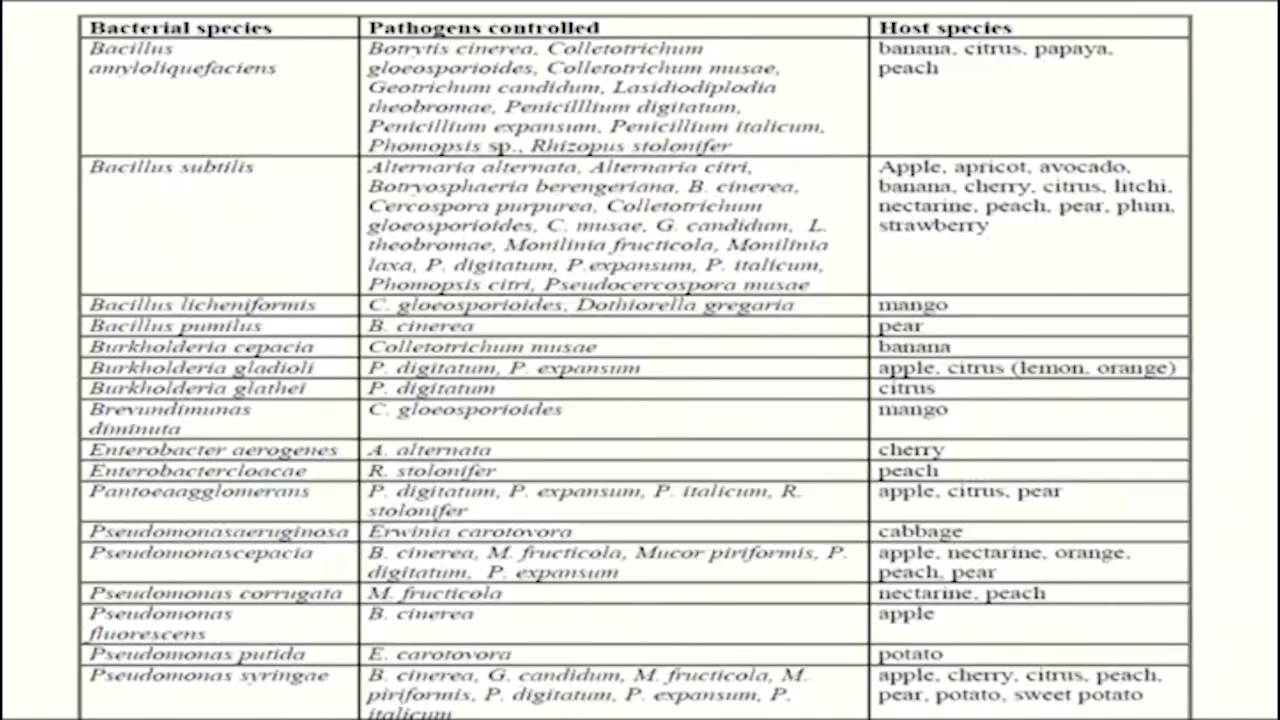 Bacterial species Pathogens controlled Host species
Bacillus Botrytis cinerea, Colletotrichum banana, citrus, papaya,
amyloliquefaciens gloeosporioides, Colletotrichum musae, peach
Geotrichum candidum, Lasidiodplodia
theobromae, Penicilllium digitatum,
Penicillium expansum, Penicillium italicum,
Phomopsis sp., Rhizopus stolonifer
Bacillus subtilis Alternaria alternata, Alternaria citri, Apple, apricot, avocado,
Botryosphaeria berengeriana, B. cinerea, banana, cherry, citrus, litchi,
Cercospora purpurea, Colletotrichum nectarine, peach, pear, plum,
gloeosporioides, C. musae, G. candidum, L. strawberry
theobromae, Monilinia fructicola, Monilinia
laxa, P. digitatum, P.expansum, P. italicum,
Phomopsis citri, Pseudocercospora musae
Bacillus licheniformis C. gloeosporioides, Dothiorella gregaria mango
Bacillus pumilus B. cinerea pear
Burkholderia cepacia Colletotrichum musae banana
Burkholderia gladioli P. digitatum, P. expansum apple, citrus (lemon, orange)
Burkholderia glathei P. digitatum citrus
Brevundimunas C. gloeosporioides mango
diminuta
Enterobacter aerogenes A. alternata cherry
Enterobactercloacae R. stolonifer peach
Pantoeaagglomerans P. digitatum, P. expansum, P. italicum, R. apple, citrus, pear
stolonifer
Pseudomonasaeruginosa Erwinia carotovora cabbage
Pseudomonascepacia B. cinerea, M. fructicola, Mucor piriformis, P. apple, nectarine, orange,
digitatum, P. expansum peach, pear
Pseudomonas corrugata M. fructicola nectarine, peach
Pseudomonas B. cinerea apple
fluorescens
Pseudomonas putida E. carotovora potato
Pseudomonas syringae B. cinerea, G. candidum, M. fructicola, M. apple, cherry, citrus, peach,
piriformis, P. digitatum, P. expansum, P. pear, potato, sweet potato
italicum